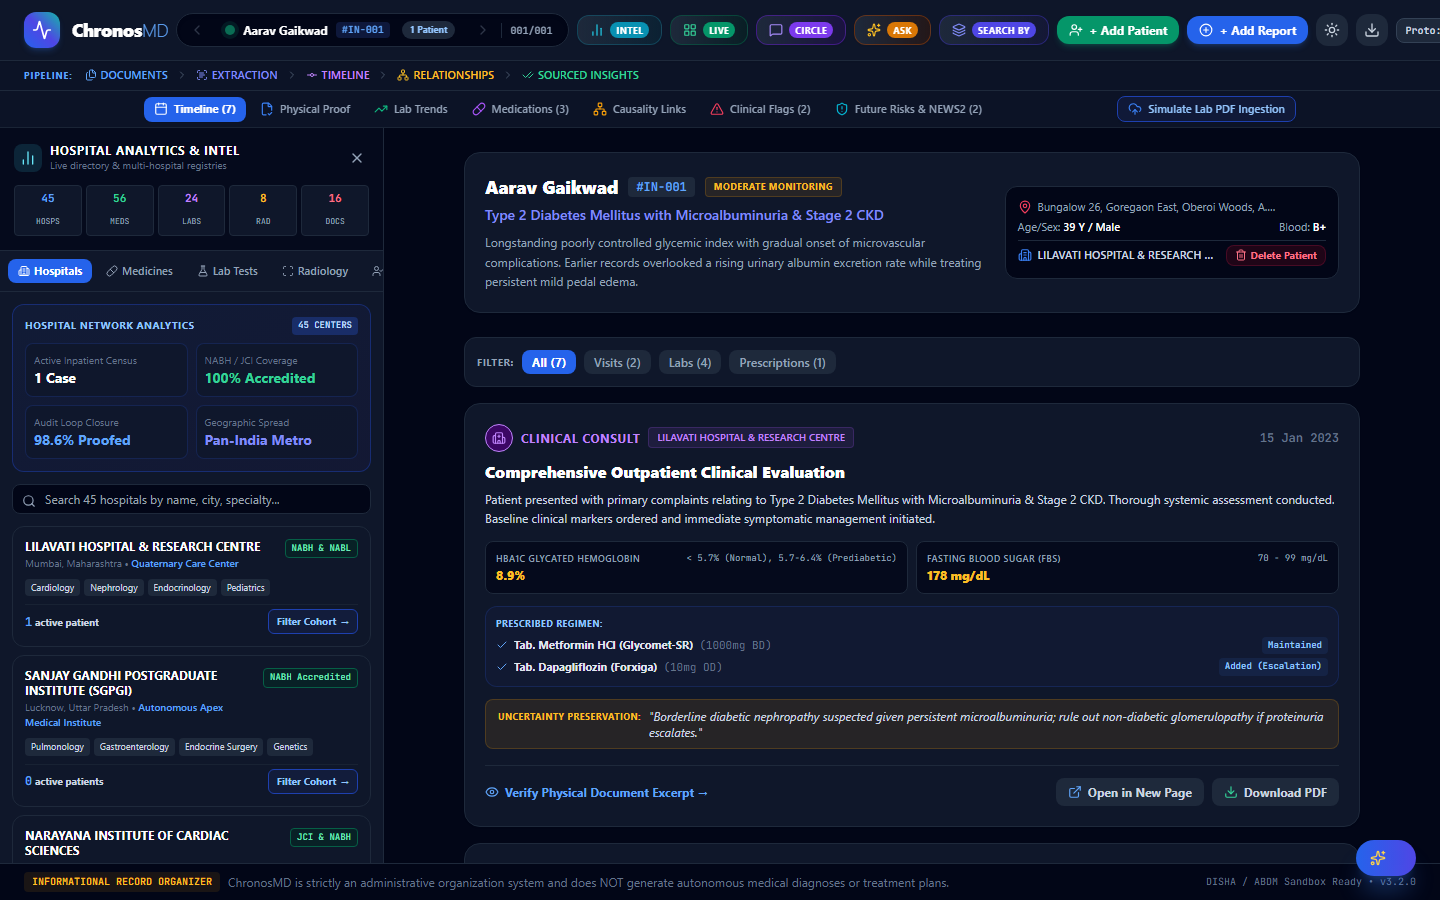 ChronosMD
Aarav Gaikwad #IN-001 1 Patient 001/001
INTEL
LIVE
CIRCLE
ASK
SEARCH BY
+ Add Patient
+ Add Report
Proto:
PIPELINE: DOCUMENTS EXTRACTION TIMELINE RELATIONSHIPS SOURCED INSIGHTS
Timeline (7) Physical Proof Lab Trends Medications (3) Causality Links Clinical Flags (2) Future Risks & NEWS2 (2) Simulate Lab PDF Ingestion
HOSPITAL ANALYTICS & INTEL
Live directory & multi-hospital registries
45 56 24 8 16
HOSPS MEDS LABS RAD DOCS
Hospitals Medicines Lab Tests Radiology
HOSPITAL NETWORK ANALYTICS 45 CENTERS
Active Inpatient Census
1 Case
NABH / JCI Coverage
100% Accredited
Audit Loop Closure
98.6% Proofed
Geographic Spread
Pan-India Metro
Search 45 hospitals by name, city, specialty...
LILAVATI HOSPITAL & RESEARCH CENTRE NABH & NABL
Mumbai, Maharashtra • Quaternary Care Center
Cardiology Nephrology Endocrinology Pediatrics
1 active patient Filter Cohort →
SANJAY GANDHI POSTGRADUATE
INSTITUTE (SGPGI)
NABH Accredited
Lucknow, Uttar Pradesh • Autonomous Apex
Medical Institute
Pulmonology Gastroenterology Endocrine Surgery Genetics
0 active patients Filter Cohort →
NARAYANA INSTITUTE OF CARDIAC
SCIENCES
JCI & NABH
Aarav Gaikwad #IN-001 MODERATE MONITORING
Type 2 Diabetes Mellitus with Microalbuminuria & Stage 2 CKD
Longstanding poorly controlled glycemic index with gradual onset of microvascular
complications. Earlier records overlooked a rising urinary albumin excretion rate while treating
persistent mild pedal edema.
Bungalow 26, Goregaon East, Oberoi Woods, A....
Age/Sex: 39 Y / Male Blood: B+
LILAVATI HOSPITAL & RESEARCH ... Delete Patient
FILTER: All (7) Visits (2) Labs (4) Prescriptions (1)
CLINICAL CONSULT LILAVATI HOSPITAL & RESEARCH CENTRE 15 Jan 2023
Comprehensive Outpatient Clinical Evaluation
Patient presented with primary complaints relating to Type 2 Diabetes Mellitus with Microalbuminuria & Stage 2 CKD. Thorough systemic assessment conducted.
Baseline clinical markers ordered and immediate symptomatic management initiated.
HBA1C GLYCATED HEMOGLOBIN < 5.7% (Normal), 5.7-6.4% (Prediabetic)
8.9%
FASTING BLOOD SUGAR (FBS) 70 - 99 mg/dL
178 mg/dL
PRESCRIBED REGIMEN:
Tab. Metformin HCl (Glycomet-SR) (1000mg BD) Maintained
Tab. Dapagliflozin (Forxiga) (10mg OD) Added (Escalation)
UNCERTAINTY PRESERVATION: "Borderline diabetic nephropathy suspected given persistent microalbuminuria; rule out non-diabetic glomerulopathy if proteinuria
escalates."
Verify Physical Document Excerpt → Open in New Page Download PDF
INFORMATIONAL RECORD ORGANIZER ChronosMD is strictly an administrative organization system and does NOT generate autonomous medical diagnoses or treatment plans. DISHA / ABDM Sandbox Ready • v3.2.0